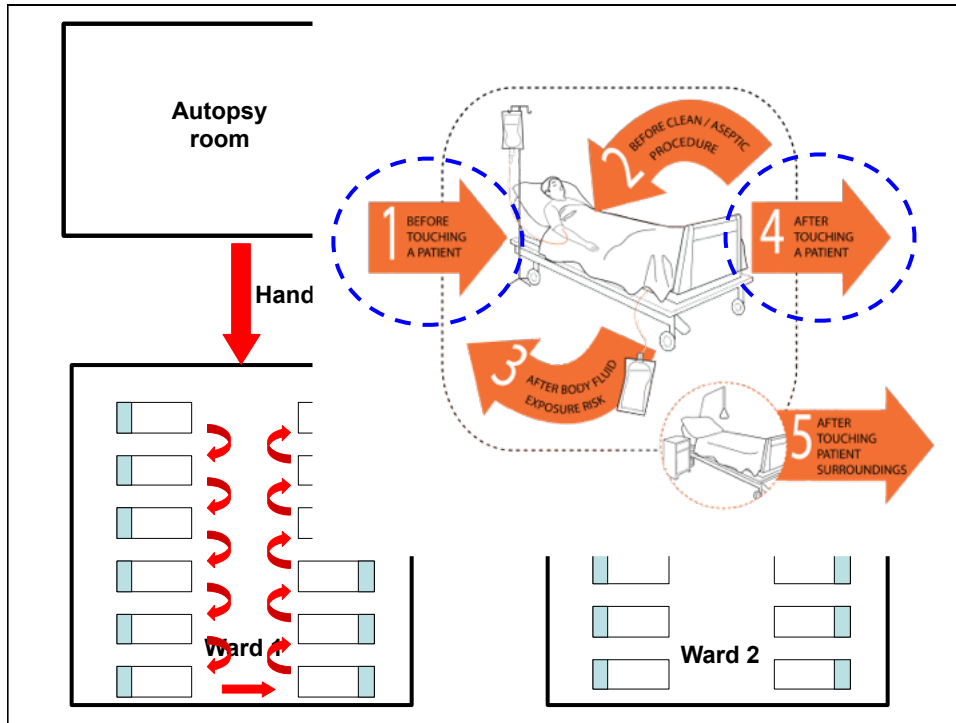 Autopsy
room
Hand
Ward 1
Ward 2
1
BEFORE
TOUCHING
A PATIENT
2
BEFORE CLEAN / ASEPTIC
PROCEDURE
3
AFTER BODY FLUID
EXPOSURE RISK
4
AFTER
TOUCHING
A PATIENT
5
AFTER
TOUCHING
PATIENT
SURROUNDINGS